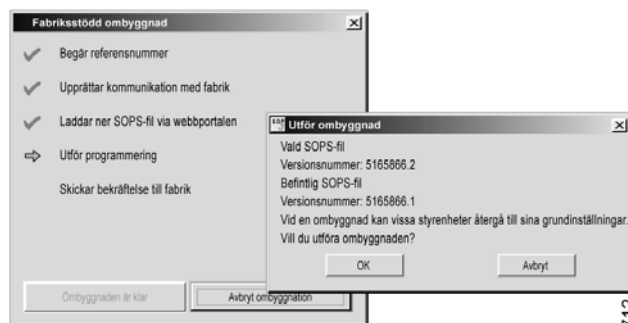 Fabriksstödd ombyggnad
Begär referensnummer
Upprättar kommunikation med fabrik
Laddar ner SOPS-fil via webbportalen
Utför programmering
Skickar bekräftelse till fabrik
Ombyggnaden är klar
Avbryt ombyggnation
Utför ombyggnad
Vald SOPS-fil
Versionsnummer: 5165866.2
Befintlig SOPS-fil
Versionsnummer: 5165866.1
Vid en ombyggnad kan vissa styrenheter återgå till sina grundinställningar.
Vill du utföra ombyggnaden?
OK
Avbryt